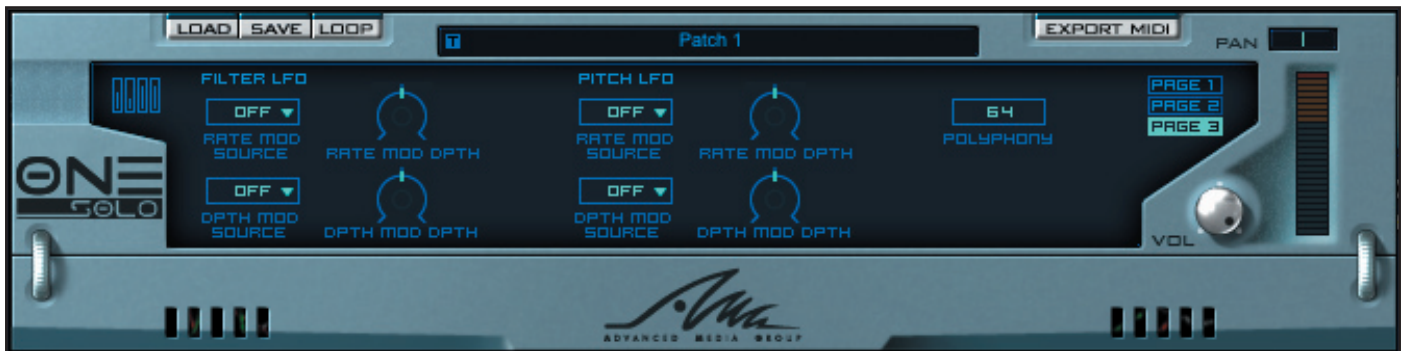 LOAD SAVE LOOP
T Patch 1
EXPORT MIDI
PAN
FILTER LFO
OFF
RATE MOD
SOURCE
RATE MOD DPTH
OFF
DPTH MOD
SOURCE
DPTH MOD DPTH
PITCH LFO
OFF
RATE MOD
SOURCE
RATE MOD DPTH
OFF
DPTH MOD
SOURCE
DPTH MOD DPTH
64
POLYPHONY
PAGE 1
PAGE 2
PAGE 3
ONE
SOLO
VOL
ADVANCED MEDIA GROUP